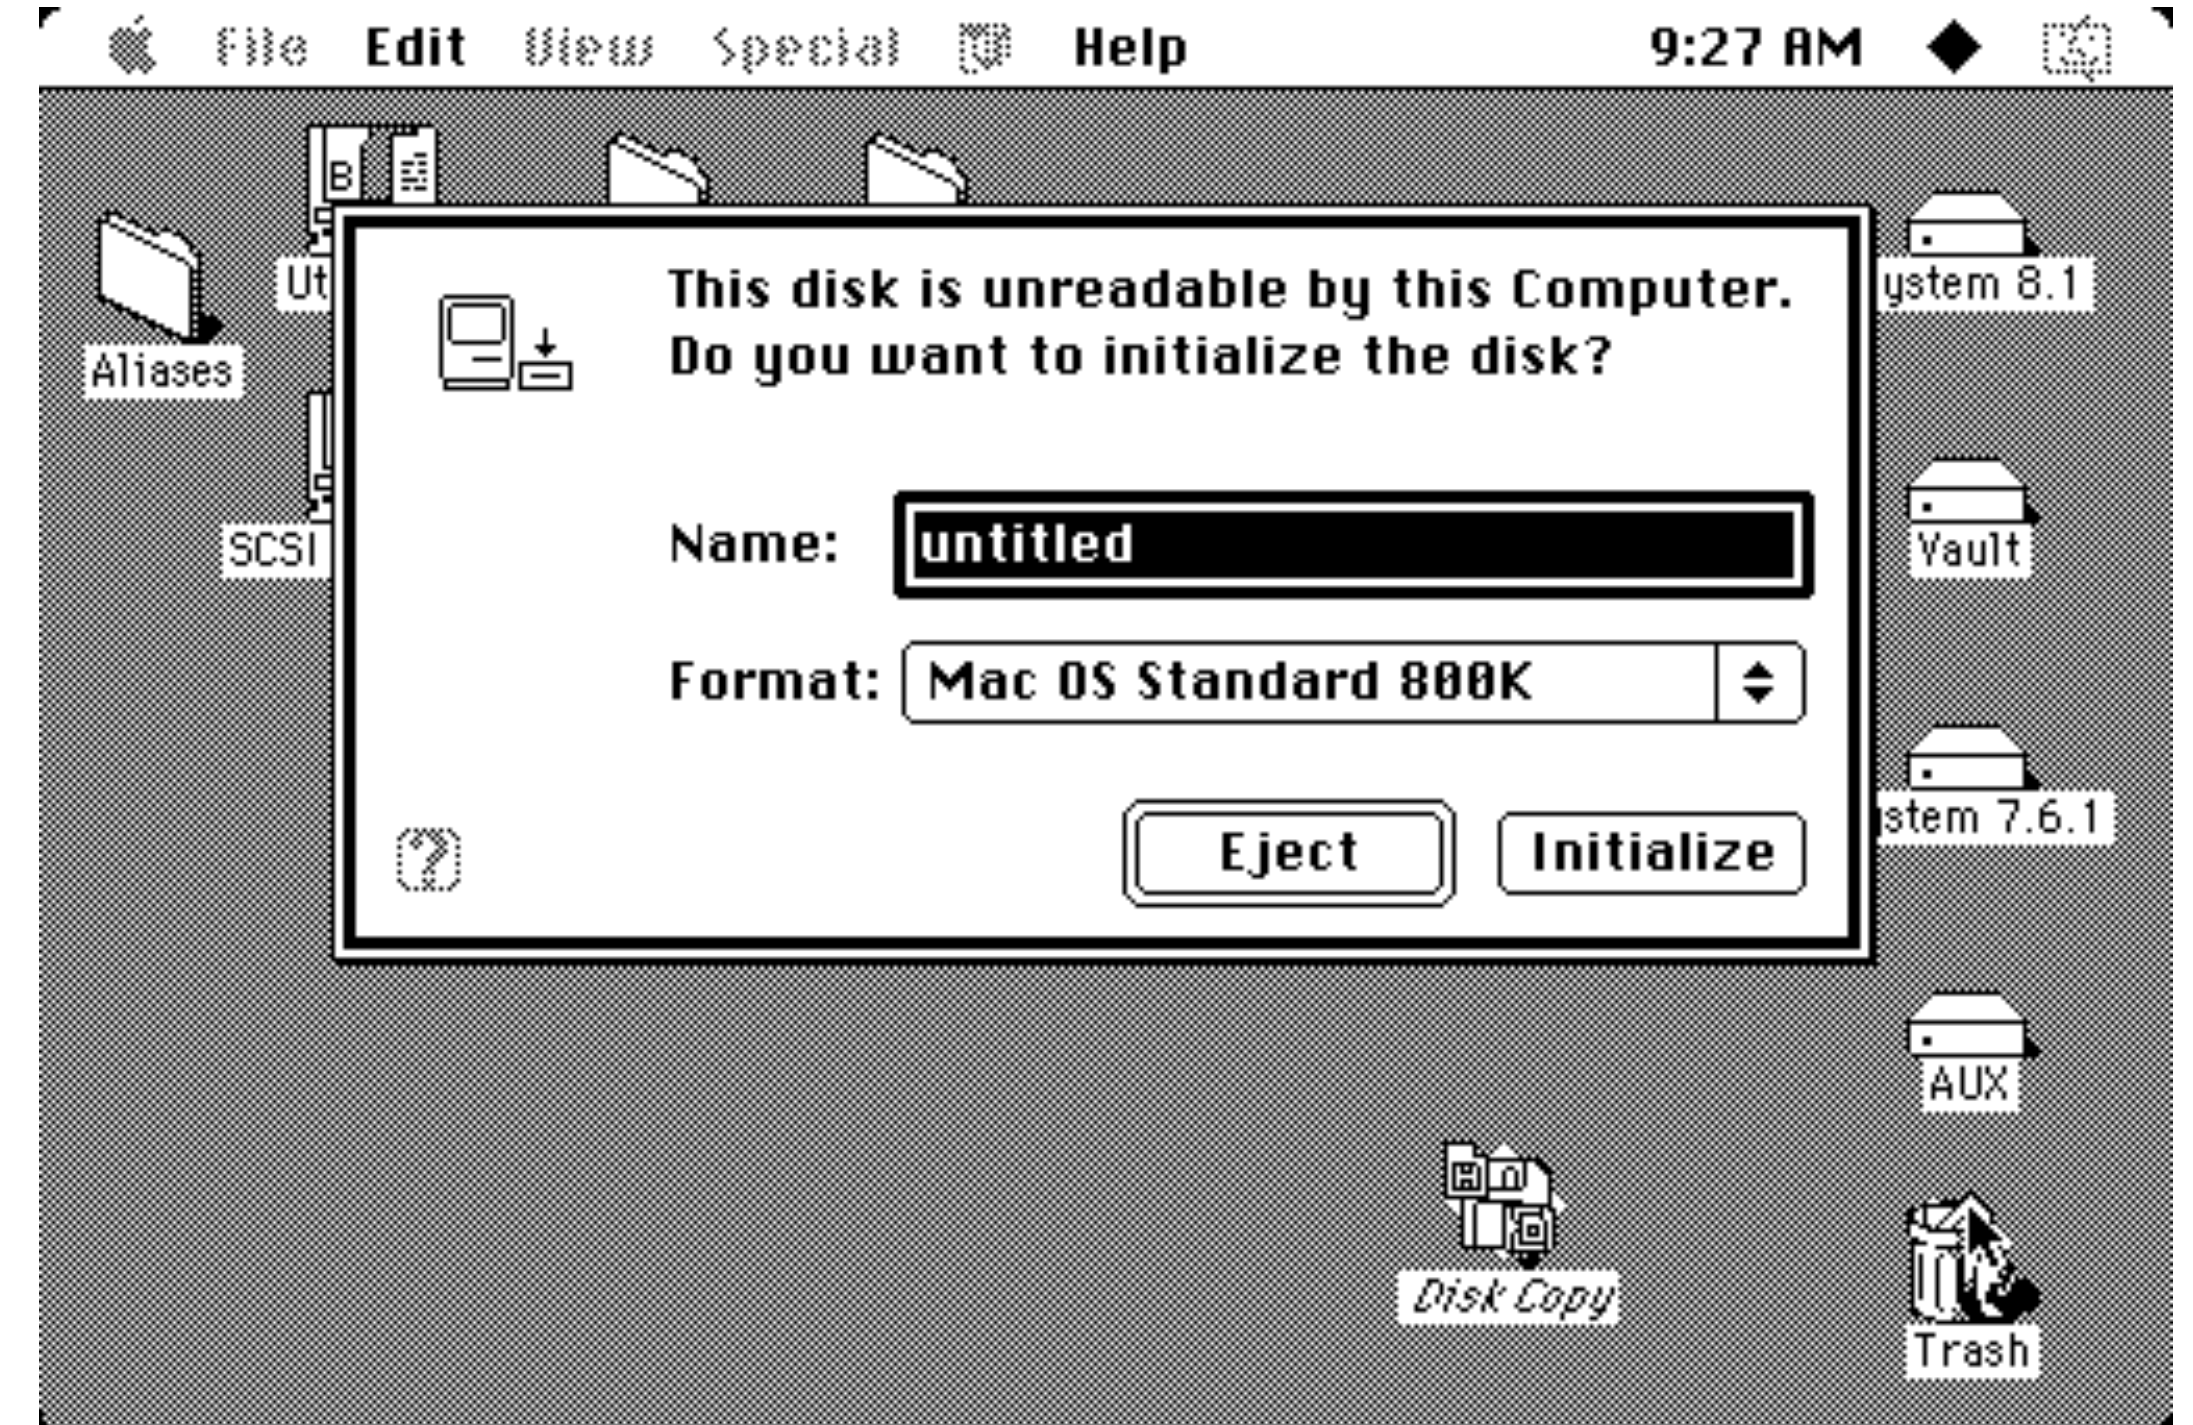 File Edit View Special Help 9:27 AM
B
Ut
ystem 8.1
Aliases
This disk is unreadable by this Computer.
Do you want to initialize the disk?
SCSI
Name: untitled
Vault
Format: Mac OS Standard 800K
stem 7.6.1
?
Eject Initialize
AUX
Disk Copy
Trash